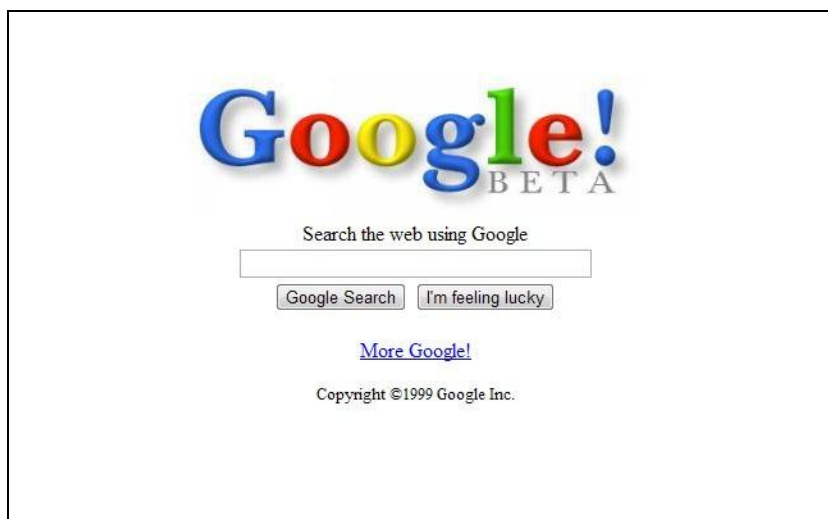 Google!
BETA
Search the web using Google
Google Search I'm feeling lucky
More Google!
Copyright ©1999 Google Inc.